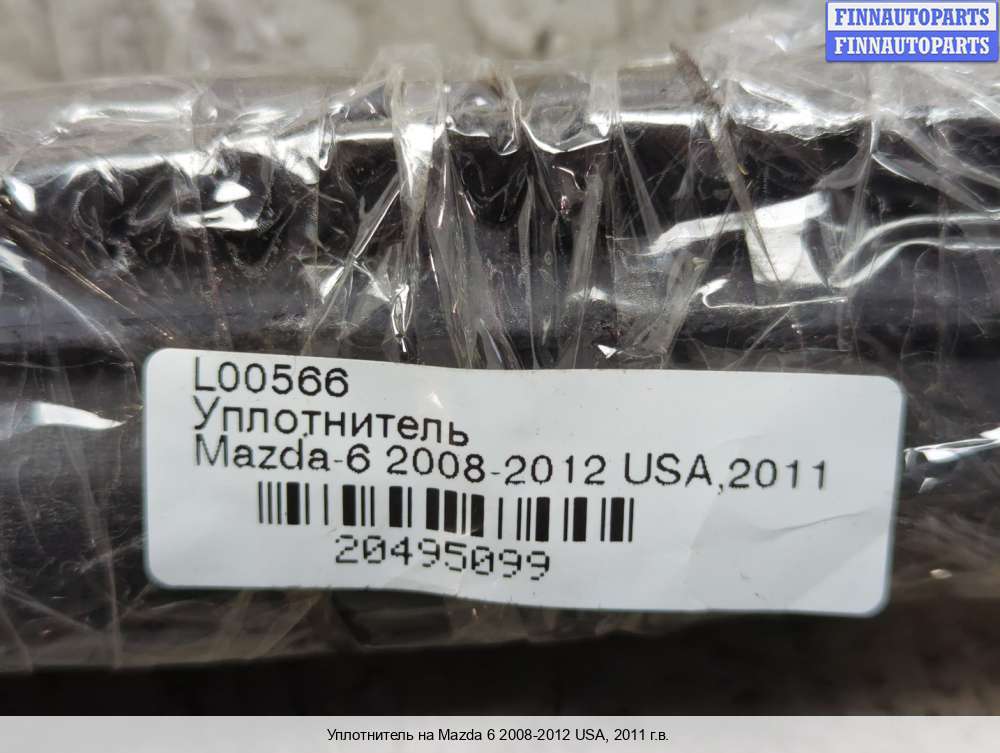 FINNAUTOPARTS
FINNAUTOPARTS
L00566
Уплотнитель
Mazda-6 2008-2012 USA,2011
20495099
Уплотнитель на Mazda 6 2008-2012 USA, 2011 г.в.